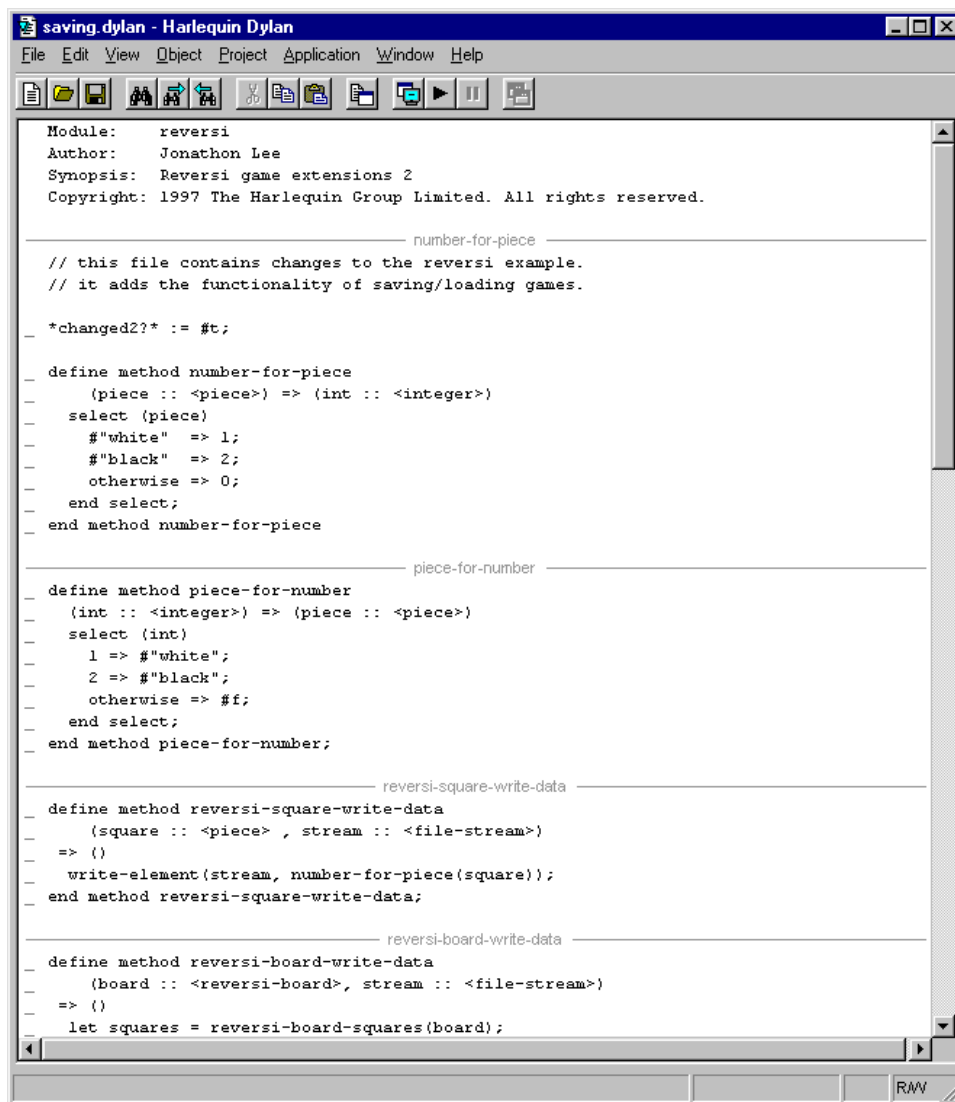 saving.dylan - Harlequin Dylan
File Edit View Object Project Application Window Help
Module: reversi
Author: Jonathon Lee
Synopsis: Reversi game extensions 2
Copyright: 1997 The Harlequin Group Limited. All rights reserved.
number-for-piece
// this file contains changes to the reversi example.
// it adds the functionality of saving/loading games.
*changed2?* := #t;
define method number-for-piece
(piece :: <piece>) => (int :: <integer>)
select (piece)
#"white" => 1;
#"black" => 2;
otherwise => 0;
end select;
end method number-for-piece
piece-for-number
define method piece-for-number
(int :: <integer>) => (piece :: <piece>)
select (int)
1 => #"white";
2 => #"black";
otherwise => #f;
end select;
end method piece-for-number;
reversi-square-write-data
define method reversi-square-write-data
(square :: <piece> , stream :: <file-stream>)
=> ()
write-element(stream, number-for-piece(square));
end method reversi-square-write-data;
reversi-board-write-data
define method reversi-board-write-data
(board :: <reversi-board>, stream :: <file-stream>)
=> ()
let squares = reversi-board-squares(board);
R/W